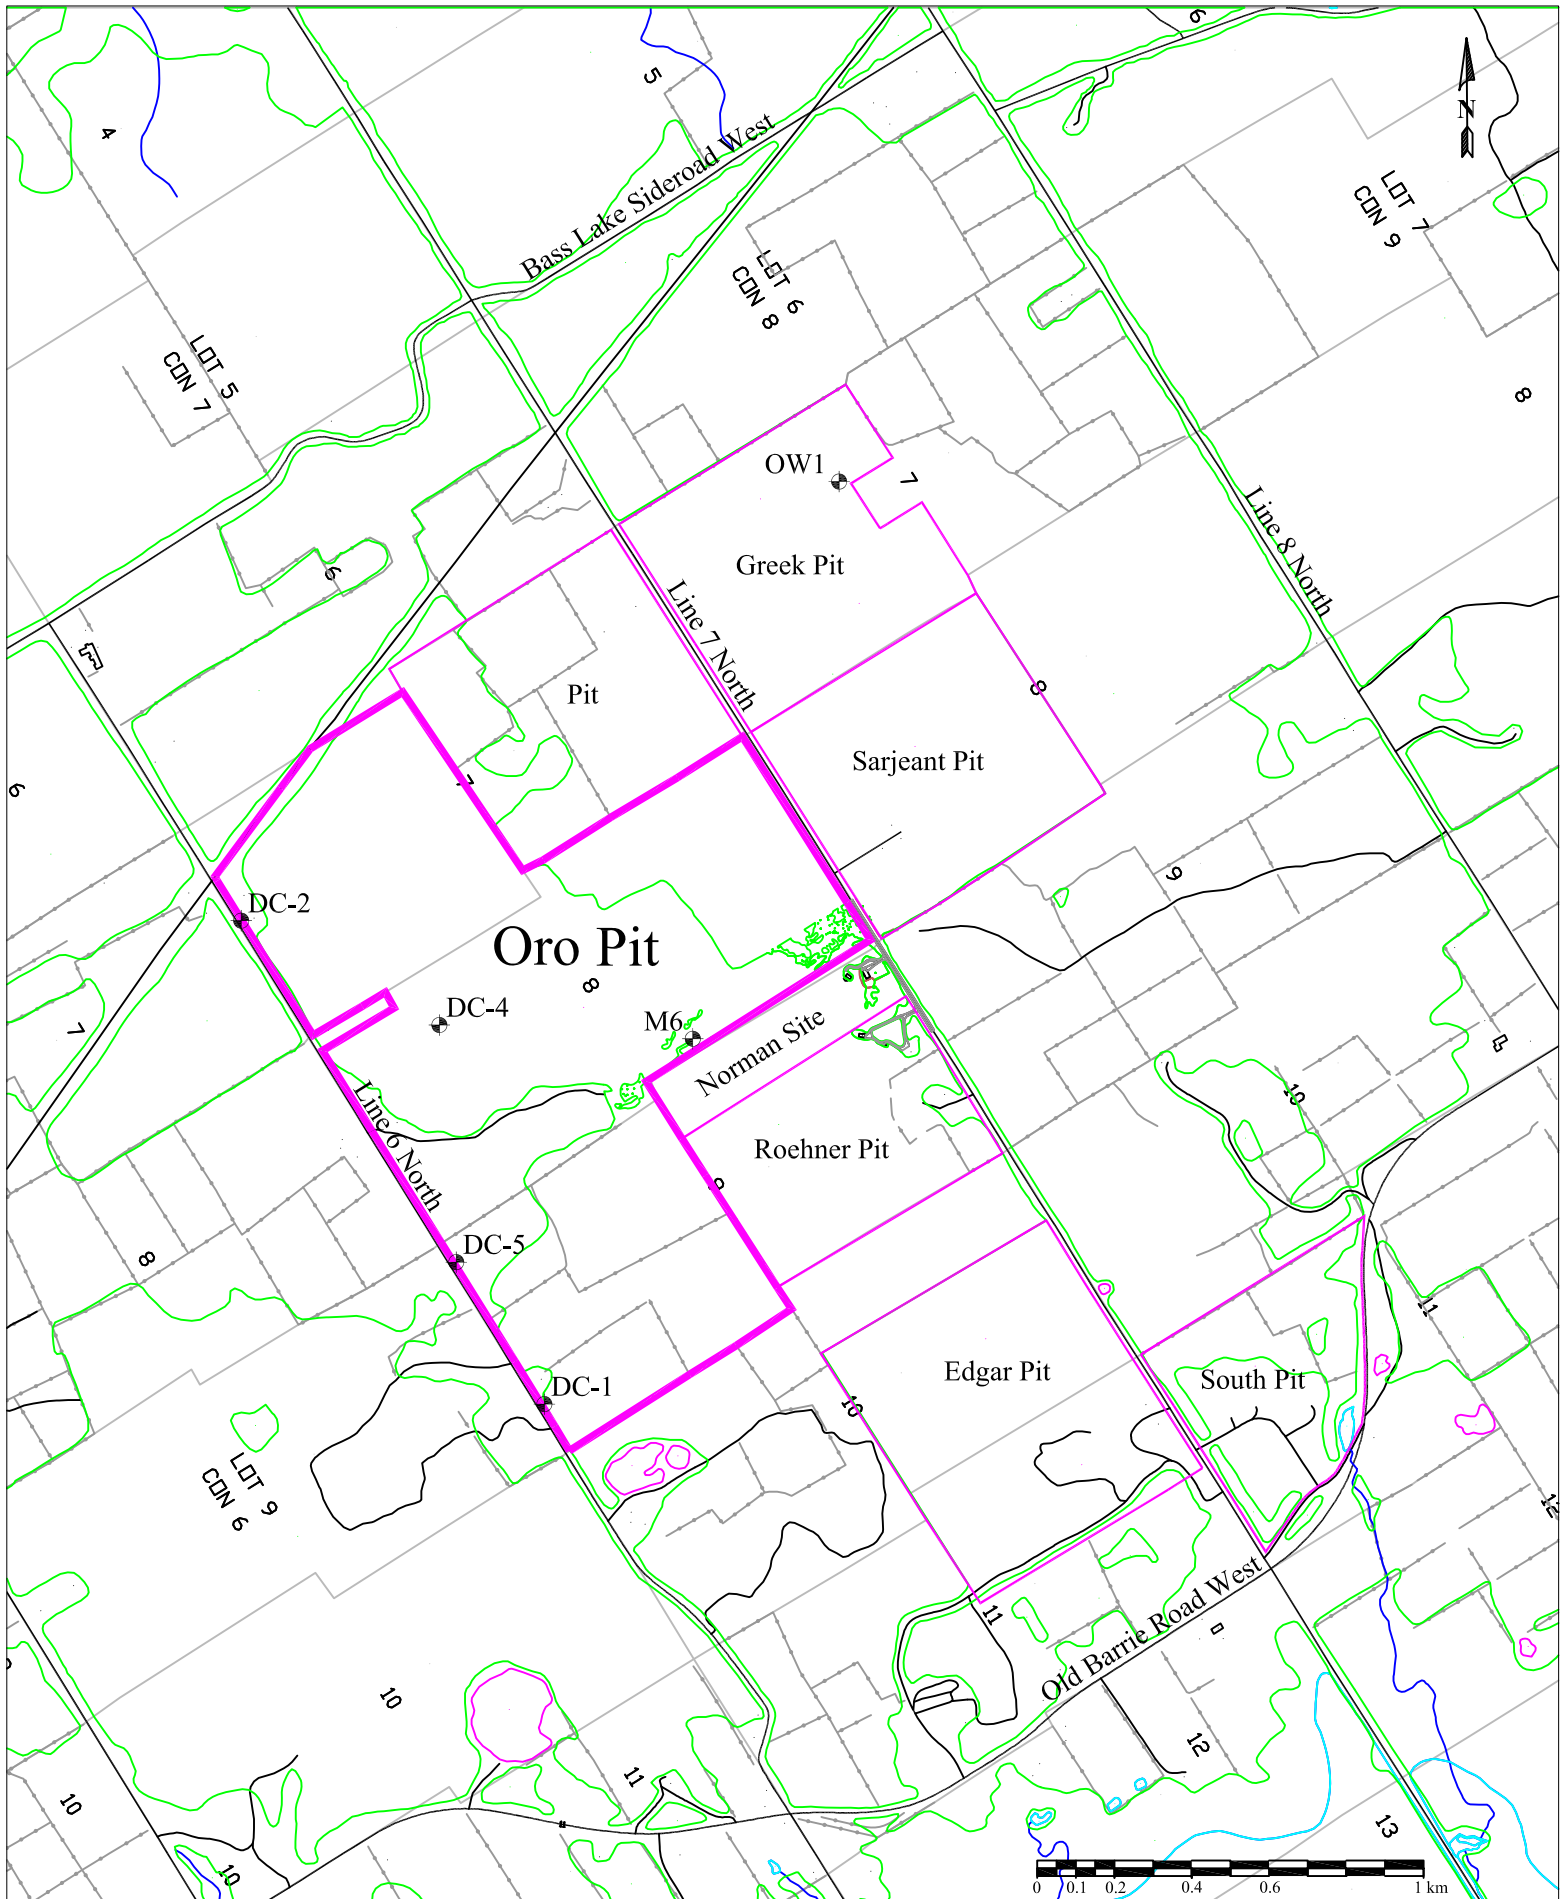 6
5
4
N
Bass Lake Sideroad West
LOT 7
CON 9
LOT 6
CON 8
LOT 5
CON 7
8
OW1
7
Line 8 North
Greek Pit
6
Line 7 North
Pit
8
Sarjeant Pit
7
6
9
DC-2
Oro Pit
8
DC-4
M6
7
Norman Site
10
Line 6 North
Roehner Pit
9
8
DC-5
11
Edgar Pit
South Pit
DC-1
10
LOT 9
CON 6
12
11
Old Barrie Road West
10
12
11
10
13
10
0 0.1 0.2 0.4 0.6 1 km